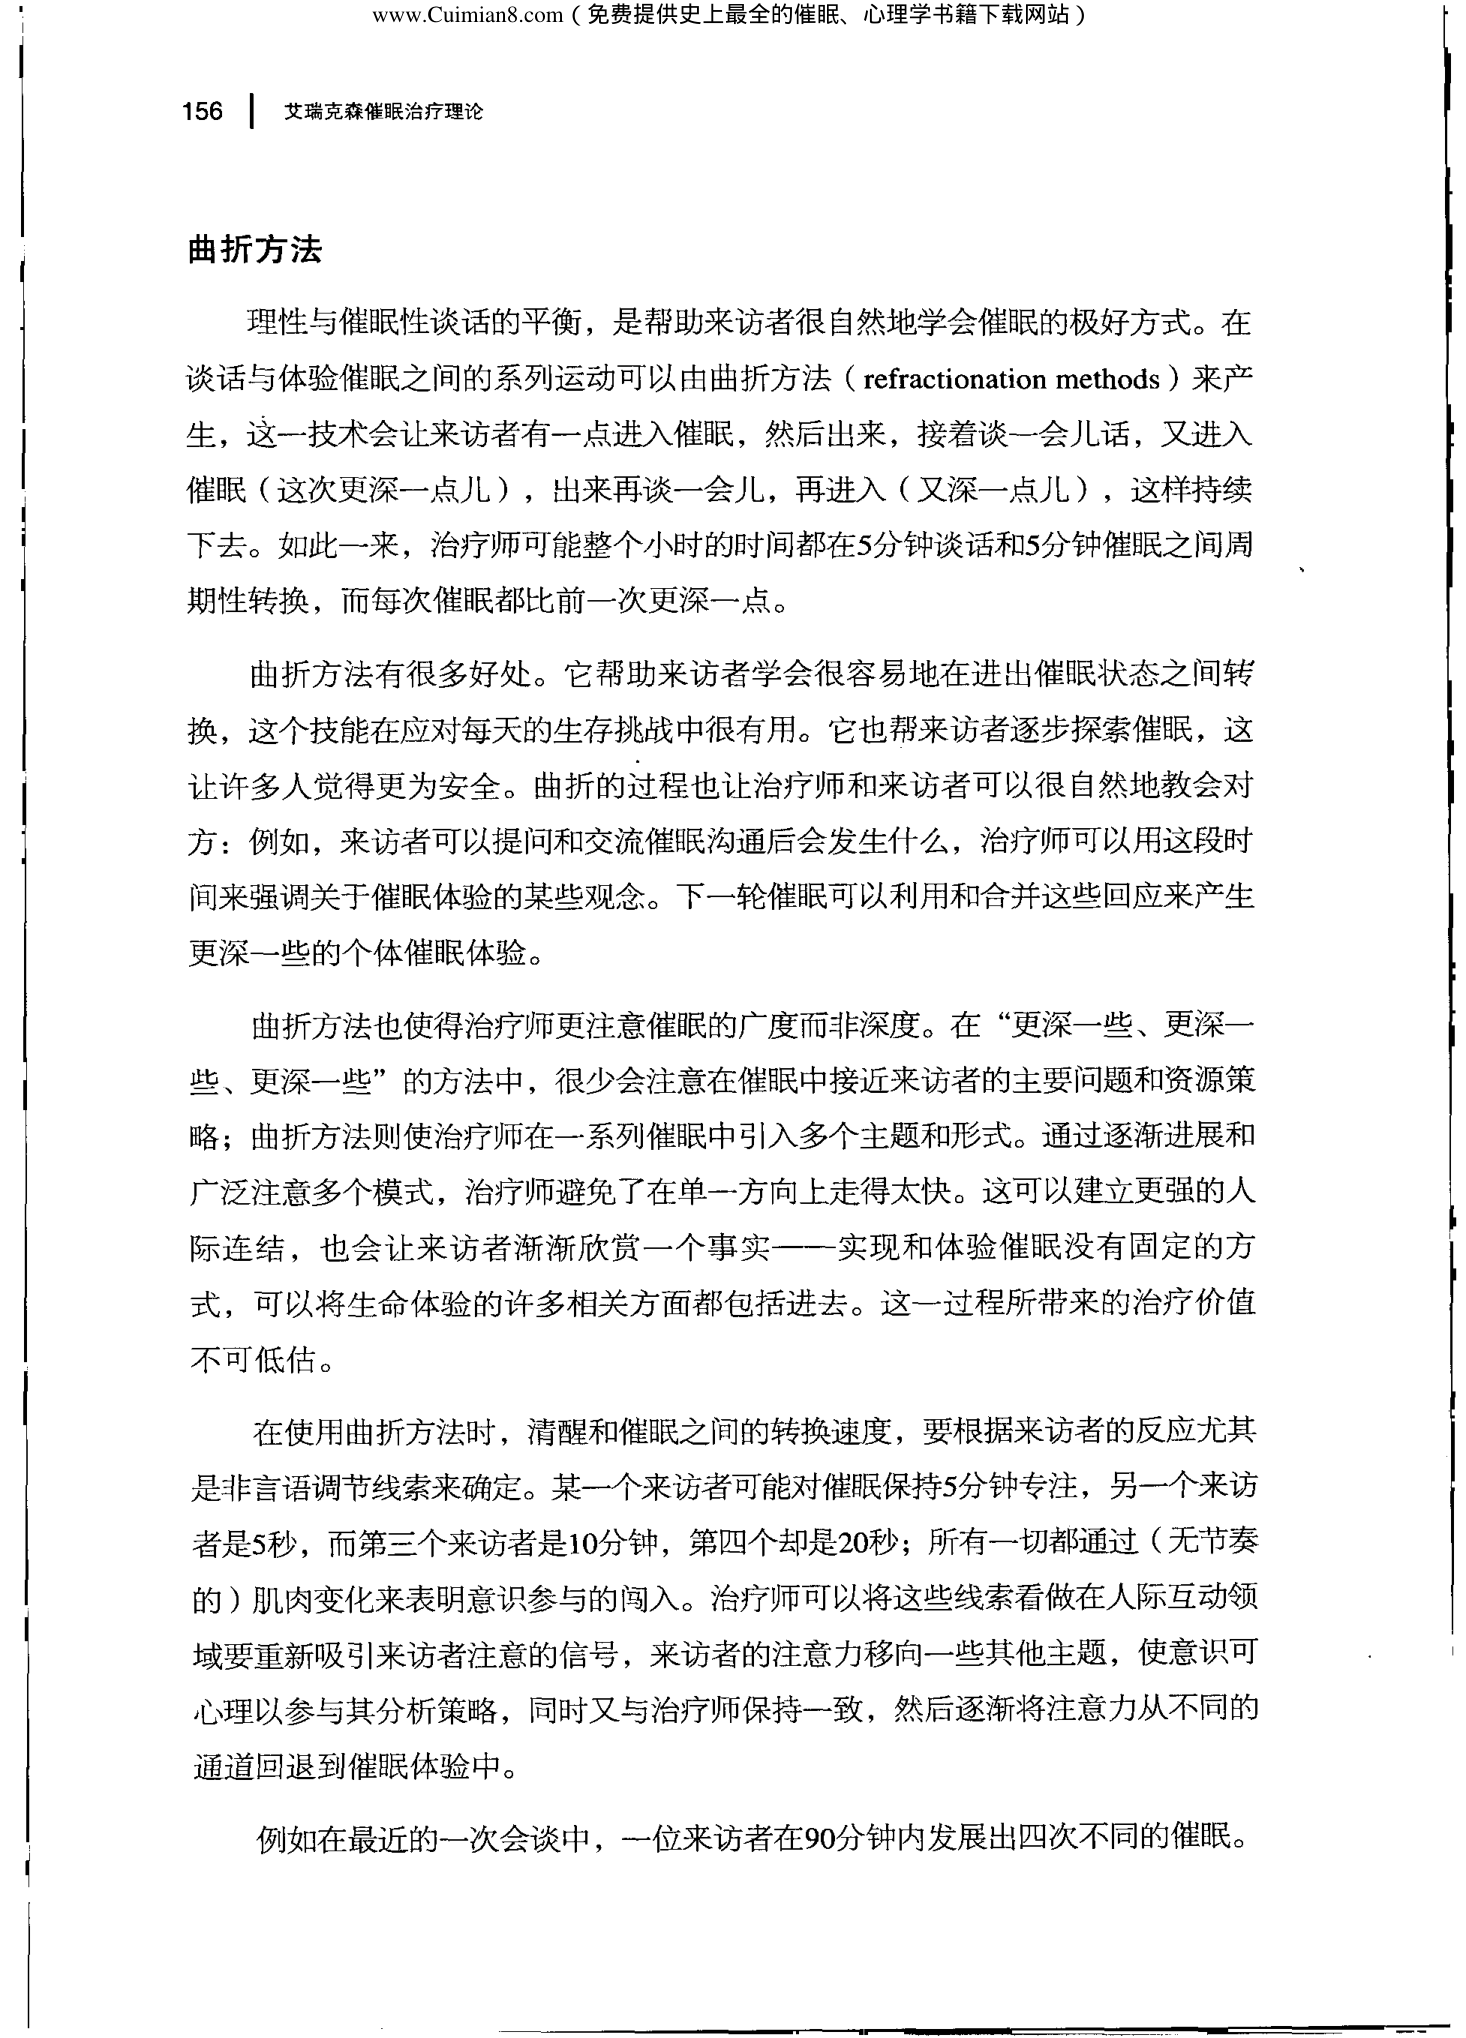 www.Cuimian8.com（免费提供史上最全的催眠、心理学书籍下载网站）
156 艾瑞克森催眠治疗理论
曲折方法
理性与催眠性谈话的平衡，是帮助来访者很自然地学会催眠的极好方式。在
谈话与体验催眠之间的系列运动可以由曲折方法（refractionation methods）来产
生，这一技术会让来访者有一点进入催眠，然后出来，接着谈一会儿话，又进入
催眠（这次更深一点儿），出来再谈一会儿，再进入（又深一点儿），这样持续
下去。如此一来，治疗师可能整个小时的时间都在5分钟谈话和5分钟催眠之间周
期性转换，而每次催眠都比前一次更深一点。
曲折方法有很多好处。它帮助来访者学会很容易地在进出催眠状态之间转
换，这个技能在应对每天的生存挑战中很有用。它也帮来访者逐步探索催眠，这
让许多人觉得更为安全。曲折的过程也让治疗师和来访者可以很自然地教会对
方：例如，来访者可以提问和交流催眠沟通后会发生什么，治疗师可以用这段时
间来强调关于催眠体验的某些观念。下一轮催眠可以利用和合并这些回应来产生
更深一些的个体催眠体验。
曲折方法也使得治疗师更注意催眠的广度而非深度。在“更深一些、更深一
些、更深一些”的方法中，很少会注意在催眠中接近来访者的主要问题和资源策
略；曲折方法则使治疗师在一系列催眠中引入多个主题和形式。通过逐渐进展和
广泛注意多个模式，治疗师避免了在单一方向上走得太快。这可以建立更强的人
际连结，也会让来访者渐渐欣赏一个事实——实现和体验催眠没有固定的方
式，可以将生命体验的许多相关方面都包括进去。这一过程所带来的治疗价值
不可低估。
在使用曲折方法时，清醒和催眠之间的转换速度，要根据来访者的反应尤其
是非言语调节线索来确定。某一个来访者可能对催眠保持5分钟专注，另一个来访
者是5秒，而第三个来访者是10分钟，第四个却是20秒；所有一切都通过（无节奏
的）肌肉变化来表明意识参与的闯入。治疗师可以将这些线索看做在人际互动领
域要重新吸引来访者注意的信号，来访者的注意力移向一些其他主题，使意识可
心理以参与其分析策略，同时又与治疗师保持一致，然后逐渐将注意力从不同的
通道回退到催眠体验中。
例如在最近的一次会谈中，一位来访者在90分钟内发展出四次不同的催眠。